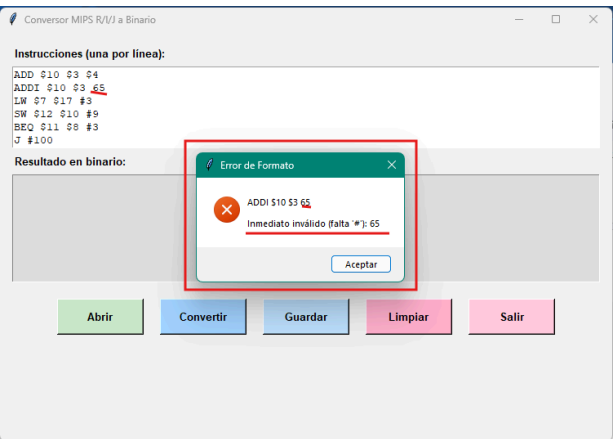 Conversor MIPS R/I/J a Binario
Instrucciones (una por línea):
ADD $10 $3 $4
ADDI $10 $3 65
LW $7 $17 #3
SW $12 $10 #9
BEQ $11 $8 #3
J #100
Resultado en binario:
Error de Formato
ADDI $10 $3 65
Inmediato inválido (falta '#'): 65
Aceptar
Abrir
Convertir
Guardar
Limpiar
Salir